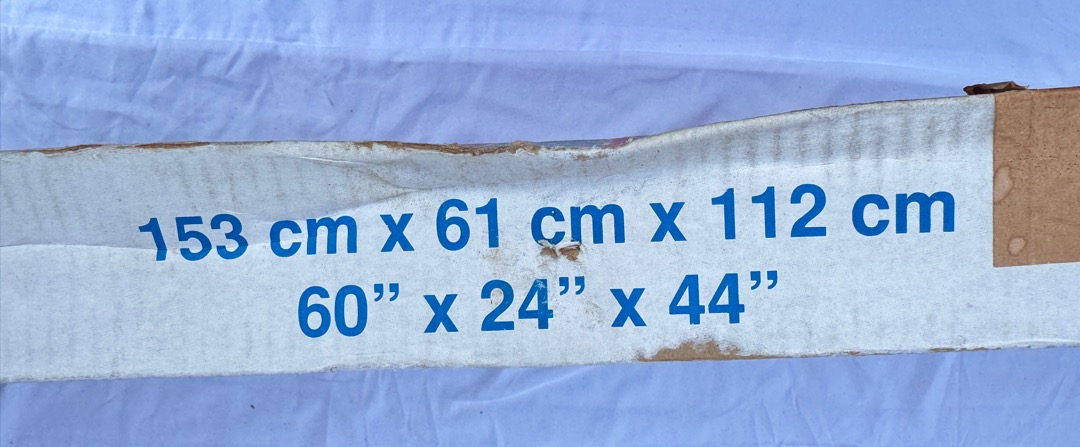 153 cm x 61 cm x 112 cm
60” x 24” x 44”